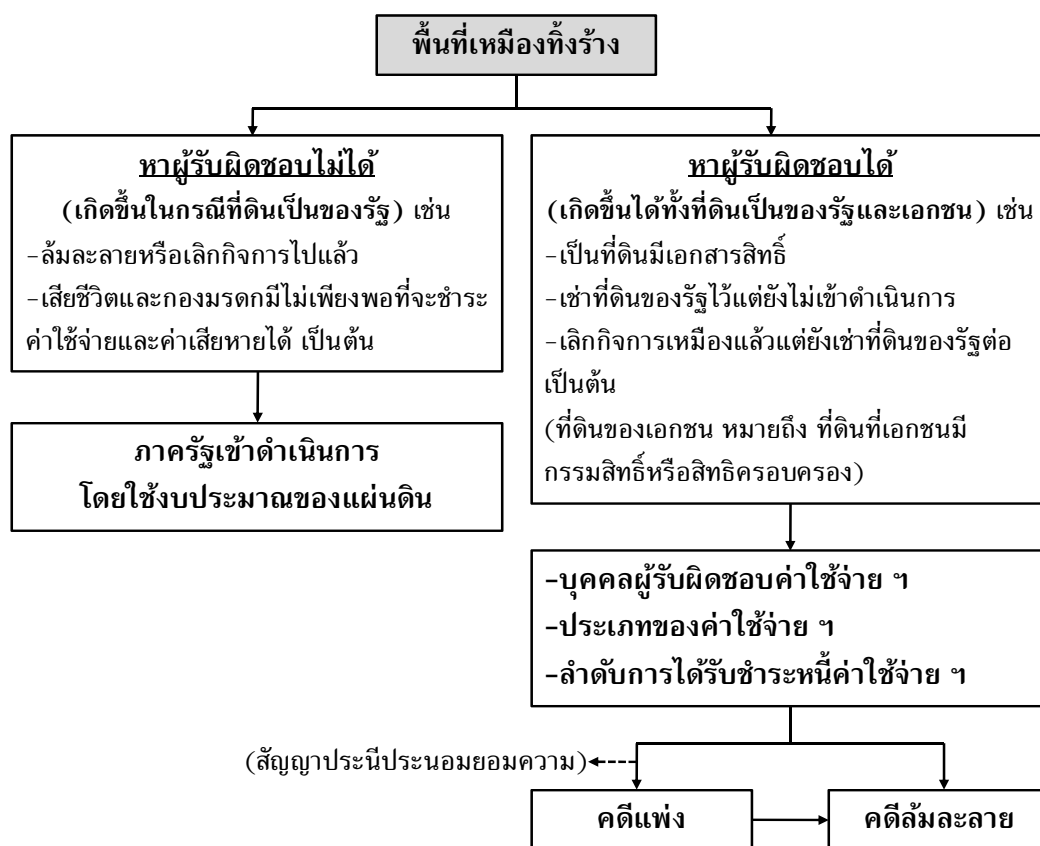 พื้นที่เหมืองทิ้งร้าง
หาผู้รับผิดชอบไม่ได้
(เกิดขึ้นในกรณีที่ดินเป็นของรัฐ) เช่น
-ล้มละลายหรือเลิกกิจการไปแล้ว
-เสียชีวิตและกองมรดกมีไม่เพียงพอที่จะชำระ
ค่าใช้จ่ายและค่าเสียหายได้ เป็นต้น
ภาครัฐเข้าดำเนินการ
โดยใช้งบประมาณของแผ่นดิน
หาผู้รับผิดชอบได้
(เกิดขึ้นได้ทั้งที่ดินเป็นของรัฐและเอกชน) เช่น
-เป็นที่ดินมีเอกสารสิทธิ์
-เช่าที่ดินของรัฐไว้แต่ยังไม่เข้าดำเนินการ
-เลิกกิจการเหมืองแล้วแต่ยังเช่าที่ดินของรัฐต่อ
เป็นต้น
(ที่ดินของเอกชน หมายถึง ที่ดินที่เอกชนมี
กรรมสิทธิ์หรือสิทธิครอบครอง)
-บุคคลผู้รับผิดชอบค่าใช้จ่าย ฯ
-ประเภทของค่าใช้จ่าย ฯ
-ลำดับการได้รับชำระหนี้ค่าใช้จ่าย ฯ
(สัญญาประนีประนอมยอมความ)
คดีแพ่ง
คดีล้มละลาย